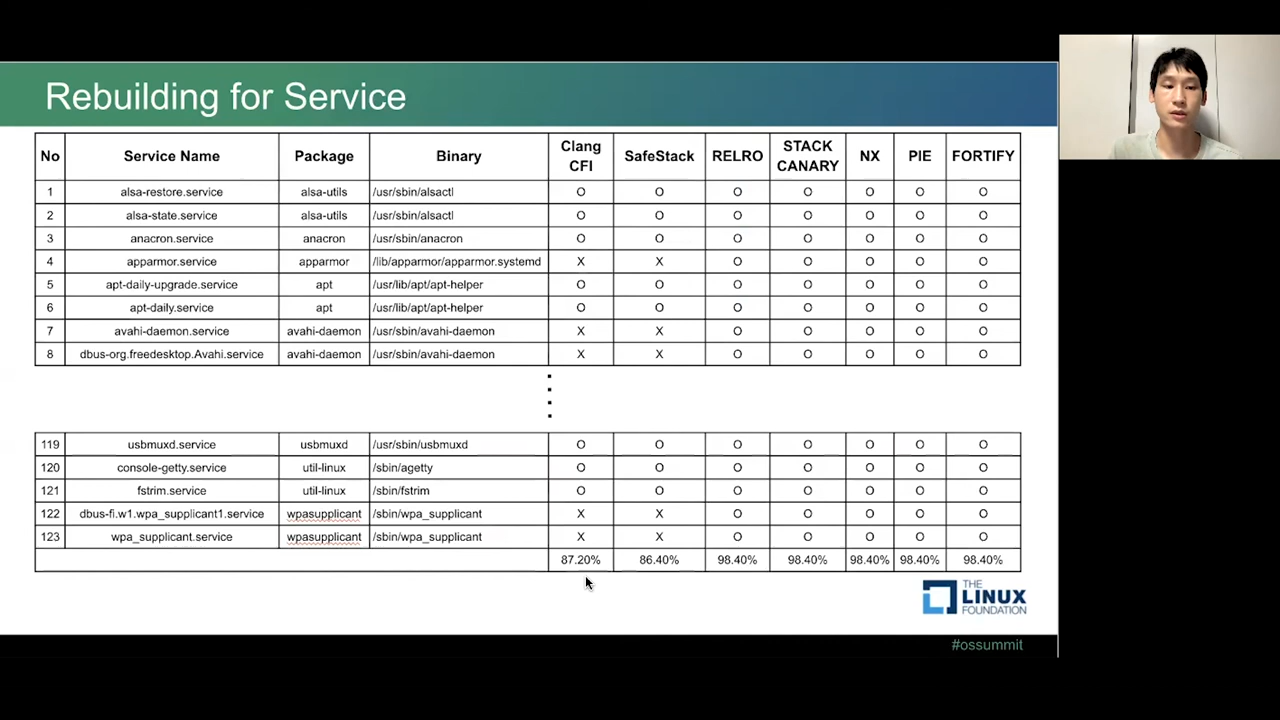 Rebuilding for Service
No Service Name Package Binary Clang CFI SafeStack RELRO STACK CANARY NX PIE FORTIFY
1 alsa-restore.service alsa-utils /usr/sbin/alsactl O O O O O O O
2 alsa-state.service alsa-utils /usr/sbin/alsactl O O O O O O O
3 anacron.service anacron /usr/sbin/anacron O O O O O O O
4 apparmor.service apparmor /lib/apparmor/apparmor.systemd X X O O O O O
5 apt-daily-upgrade.service apt /usr/lib/apt/apt-helper O O O O O O O
6 apt-daily.service apt /usr/lib/apt/apt-helper O O O O O O O
7 avahi-daemon.service avahi-daemon /usr/sbin/avahi-daemon X X O O O O O
8 dbus-org.freedesktop.Avahi.service avahi-daemon /usr/sbin/avahi-daemon X X O O O O O
119 usbmuxd.service usbmuxd /usr/sbin/usbmuxd O O O O O O O
120 console-getty.service util-linux /sbin/agetty O O O O O O O
121 fstrim.service util-linux /sbin/fstrim O O O O O O O
122 dbus-fi.w1.wpa_supplicant1.service wpasupplicant /sbin/wpa_supplicant X X O O O O O
123 wpa_supplicant.service wpasupplicant /sbin/wpa_supplicant X X O O O O O
87.20% 86.40% 98.40% 98.40% 98.40% 98.40% 98.40%
THE
LINUX
FOUNDATION
#ossummit